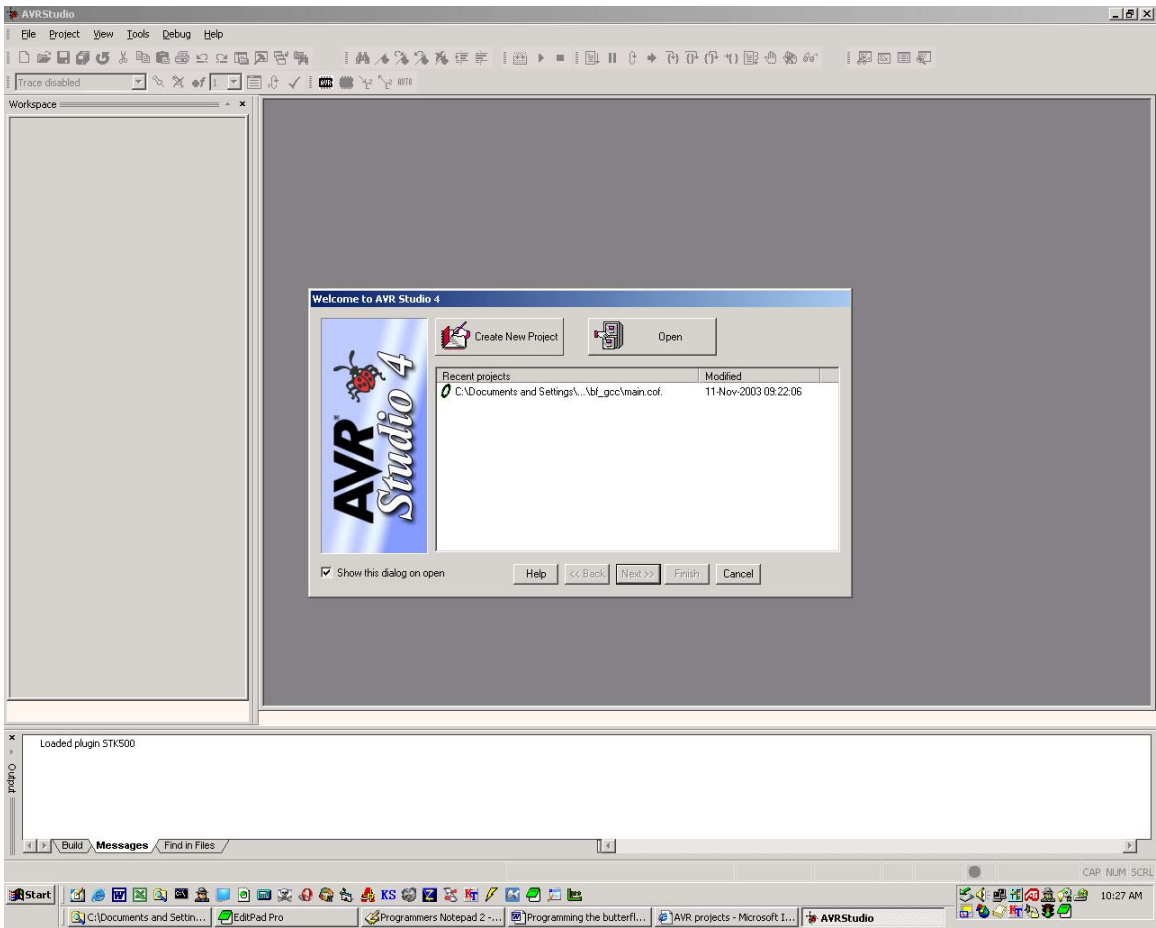 AVRStudio
File Project View Tools Debug Help
Trace disabled 1 AUTO
Workspace
Welcome to AVR Studio 4
AVR® Studio 4
Create New Project Open
Recent projects Modified
C:\Documents and Settings\...\bf_gcc\main.cof. 11-Nov-2003 09:22:06
Show this dialog on open Help << Back Next >> Finish Cancel
Loaded plugin STK500
Output
Build Messages Find in Files
CAP NUM SCRL
Start KS 10:27 AM
C:\Documents and Settin... EditPad Pro Programmers Notepad 2 -... Programming the butterfl... AVR projects - Microsoft I... AVRStudio